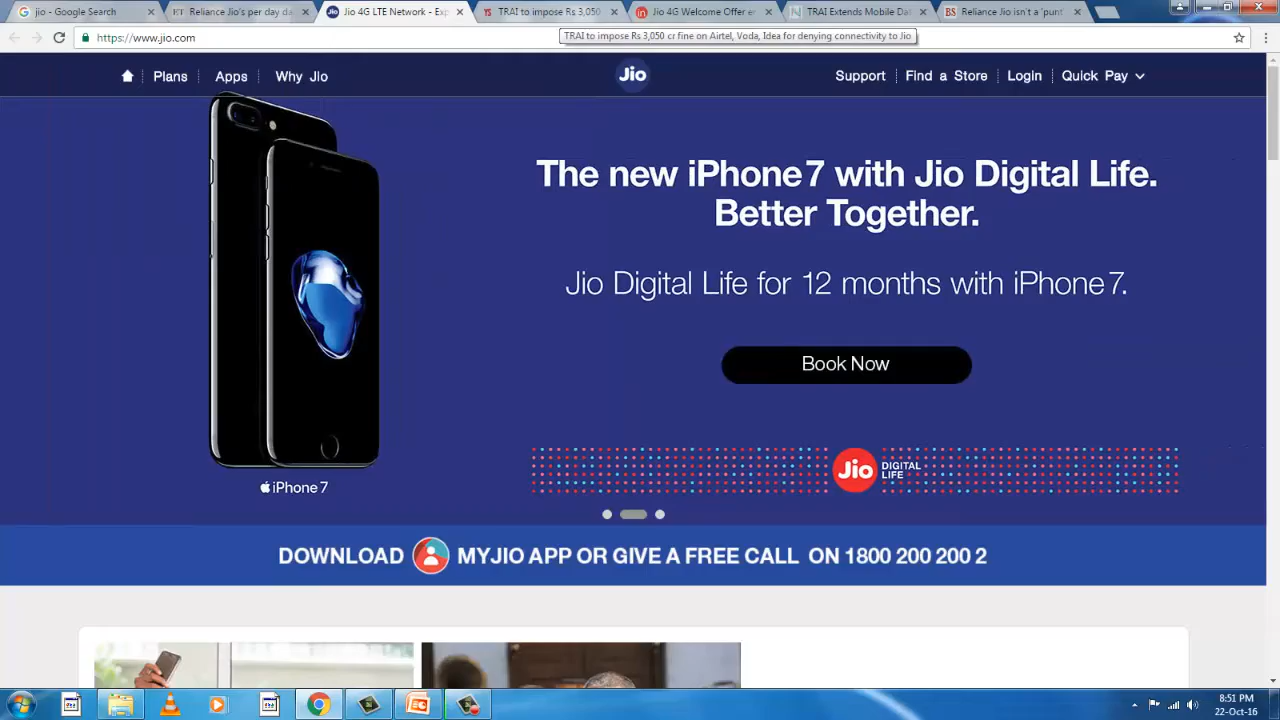 jio - Google Search
Reliance Jio's per day da
Jio 4G LTE Network - Exp
TRAI to impose Rs 3,050
Jio 4G Welcome Offer e
TRAI Extends Mobile Dat
Reliance Jio isn't a 'punt
https://www.jio.com
TRAI to impose Rs 3,050 cr fine on Airtel, Voda, Idea for denying connectivity to Jio
Plans
Apps
Why Jio
Jio
Support
Find a Store
Login
Quick Pay
The new iPhone 7 with Jio Digital Life.
Better Together.
Jio Digital Life for 12 months with iPhone 7.
Book Now
Jio DIGITAL
LIFE
iPhone 7
DOWNLOAD MYJIO APP OR GIVE A FREE CALL ON 1800 200 200 2
8:51 PM
22-Oct-16